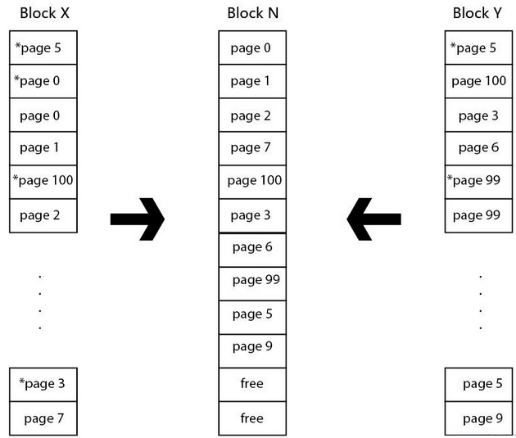 Block X
*page 5
*page 0
page 0
page 1
*page 100
page 2
*page 3
page 7
Block N
page 0
page 1
page 2
page 7
page 100
page 3
page 6
page 99
page 5
page 9
free
free
Block Y
*page 5
page 100
page 3
page 6
*page 99
page 99
page 5
page 9